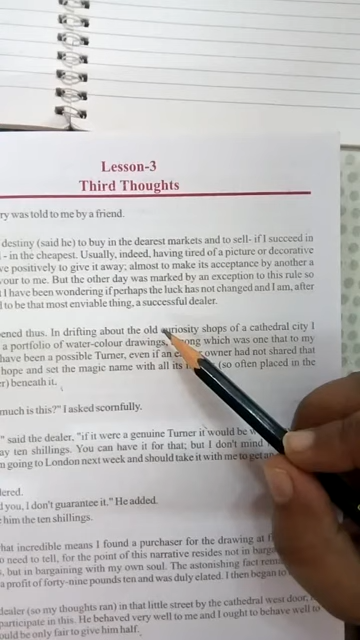 Lesson-3
Third Thoughts
ry was told to me by a friend.
destiny (said he) to buy in the dearest markets and to sell- if I succeed in
- in the cheapest. Usually, indeed, having tired of a picture or decorative
ve positively to give it away; almost to make its acceptance by another a
vour to me. But the other day was marked by an exception to this rule so
I have been wondering if perhaps the luck has not changed and I am, after
d to be that most enviable thing, a successful dealer.
ened thus. In drifting about the old curiosity shops of a cathedral city I
a portfolio of water-colour drawings, among which was one that to my
have been a possible Turner, even if an owner had not shared that
hope and set the magic name with all its (so often placed in the
er) beneath it.
much is this?" I asked scornfully.
" said the dealer, "if it were a genuine Turner it would be
ay ten shillings. You can have it for that; but I don't mind
m going to London next week and should take it with me to get an
dered.
d you, I don't guarantee it." He added.
him the ten shillings.
hat incredible means I found a purchaser for the drawing at
o need to tell, for the point of this narrative resides not in
s, but in bargaining with my own soul. The astonishing fact
a profit of forty-nine pounds ten and was duly elated. I then began to
dealer (so my thoughts ran) in that little street by the cathedral west door,
participate in this. He behaved very well to me and I ought to behave well to
ould be only fair to give him half.